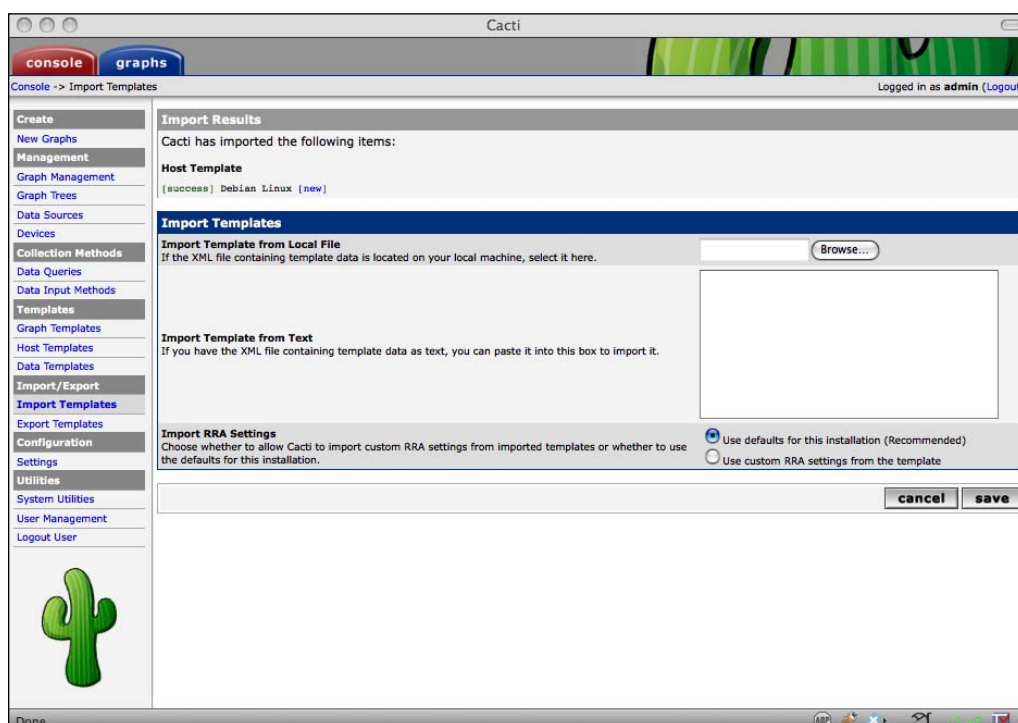 Cacti
console graphs
Console -> Import Templates
Logged in as admin (Logout
Create
New Graphs
Management
Graph Management
Graph Trees
Data Sources
Devices
Collection Methods
Data Queries
Data Input Methods
Templates
Graph Templates
Host Templates
Data Templates
Import/Export
Import Templates
Export Templates
Configuration
Settings
Utilities
System Utilities
User Management
Logout User
Import Results
Cacti has imported the following items:
Host Template
[success] Debian Linux [new]
Import Templates
Import Template from Local File
If the XML file containing template data is located on your local machine, select it here.
Browse...
Import Template from Text
If you have the XML file containing template data as text, you can paste it into this box to import it.
Import RRA Settings
Choose whether to allow Cacti to import custom RRA settings from imported templates or whether to use
the defaults for this installation.
Use defaults for this installation (Recommended)
Use custom RRA settings from the template
cancel save
Done
ABP